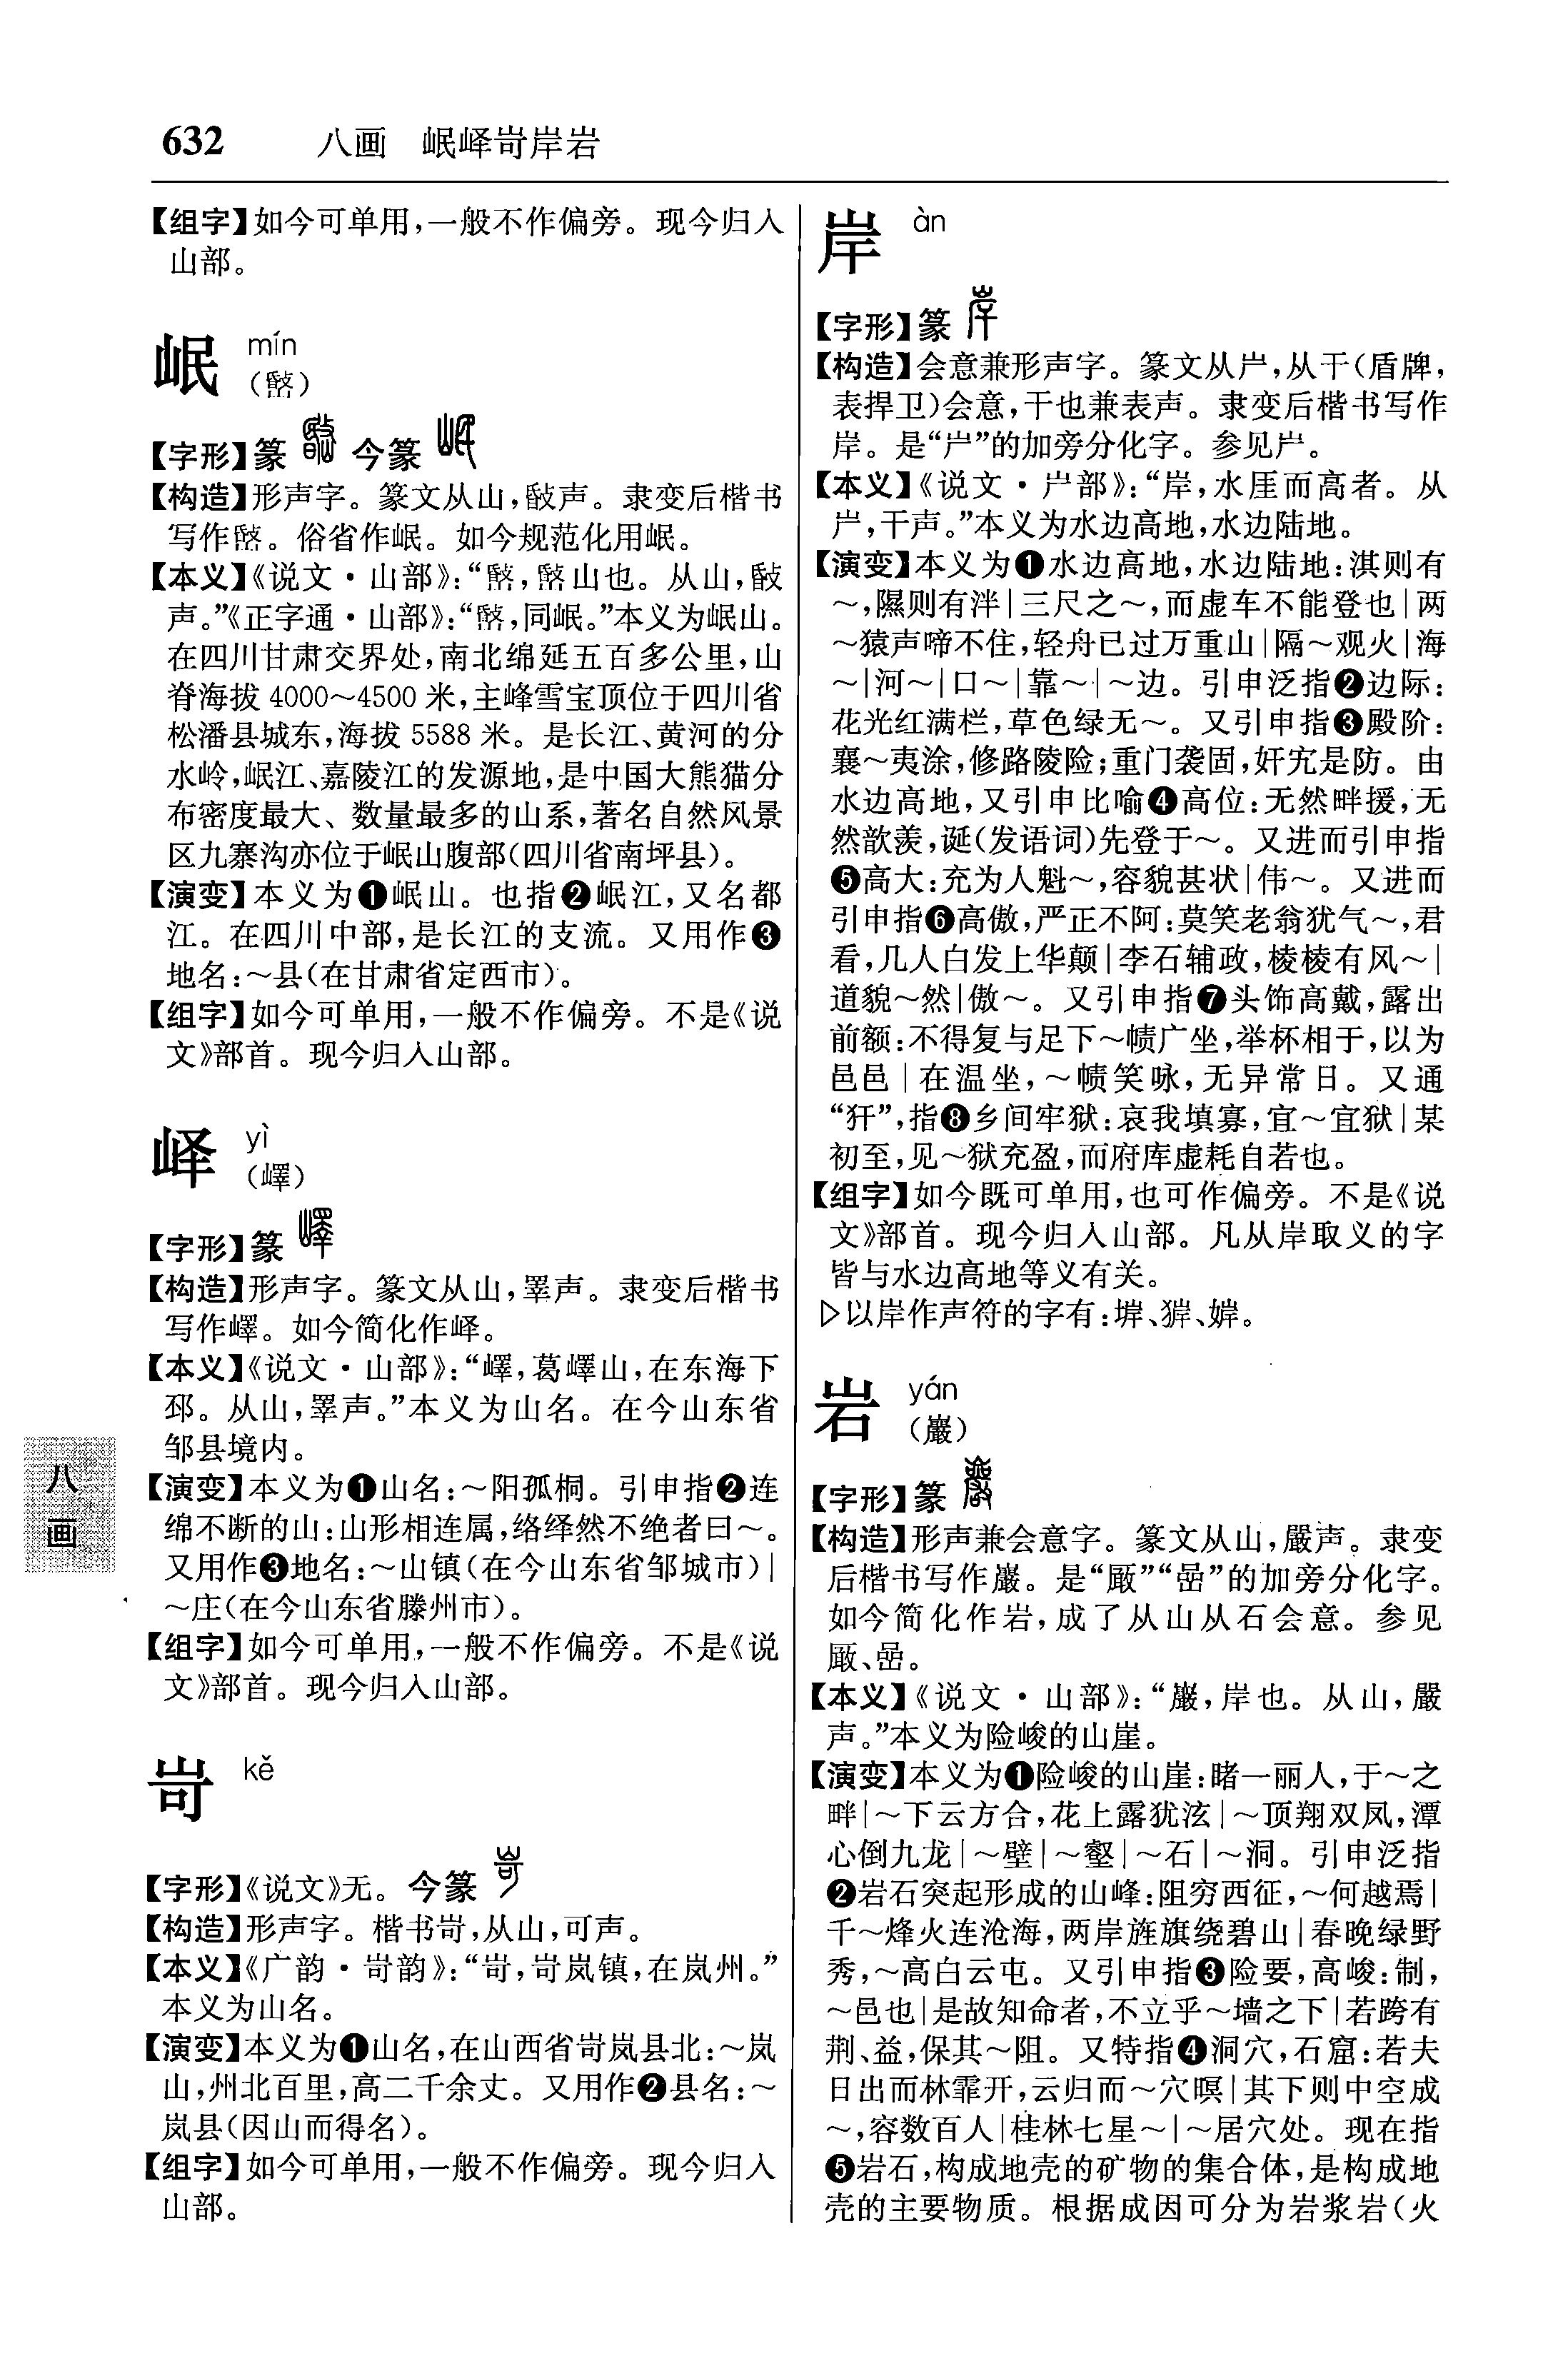 632 八画 岷峄岢岸岩
【组字】如今可单用,一般不作偏旁。现今归入
山部。
岷 mín
(㟭)
【字形】篆 今篆
【构造】形声字。篆文从山,敃声。隶变后楷书
写作㟭。俗省作岷。如今规范化用岷。
【本义】《说文·山部》:“㟭,㟭山也。从山,敃
声。”《正字通·山部》:“㟭,同岷。”本义为岷山。
在四川甘肃交界处,南北绵延五百多公里,山
脊海拔4000~4500米,主峰雪宝顶位于四川省
松潘县城东,海拔5588米。是长江、黄河的分
水岭,岷江、嘉陵江的发源地,是中国大熊猫分
布密度最大、数量最多的山系,著名自然风景
区九寨沟亦位于岷山腹部(四川省南坪县)。
【演变】本义为❶岷山。也指❷岷江,又名都
江。在四川中部,是长江的支流。又用作❸
地名:~县(在甘肃省定西市)。
【组字】如今可单用,一般不作偏旁。不是《说
文》部首。现今归入山部。
峄 yì
(嶧)
【字形】篆
【构造】形声字。篆文从山,睪声。隶变后楷书
写作嶧。如今简化作峄。
【本义】《说文·山部》:“嶧,葛嶧山,在东海下
邳。从山,睪声。”本义为山名。在今山东省
邹县境内。
【演变】本义为❶山名:~阳孤桐。引申指❷连
绵不断的山:山形相连属,络绎然不绝者曰~。
又用作❸地名:~山镇(在今山东省邹城市)|
~庄(在今山东省滕州市)。
【组字】如今可单用,一般不作偏旁。不是《说
文》部首。现今归入山部。
岢 kě
【字形】《说文》无。今篆
【构造】形声字。楷书岢,从山,可声。
【本义】《广韵·岢韵》:“岢,岢岚镇,在岚州。”
本义为山名。
【演变】本义为❶山名,在山西省岢岚县北:~岚
山,州北百里,高二千余丈。又用作❷县名:~
岚县(因山而得名)。
【组字】如今可单用,一般不作偏旁。现今归入
山部。
岸 àn
【字形】篆
【构造】会意兼形声字。篆文从屵,从干(盾牌,
表捍卫)会意,干也兼表声。隶变后楷书写作
岸。是“屵”的加旁分化字。参见屵。
【本义】《说文·屵部》:“岸,水厓而高者。从
屵,干声。”本义为水边高地,水边陆地。
【演变】本义为❶水边高地,水边陆地:淇则有
~,隰则有泮|三尺之~,而虚车不能登也|两
~猿声啼不住,轻舟已过万重山|隔~观火|海
~|河~|口~|靠~|~边。引申泛指❷边际:
花光红满栏,草色绿无~。又引申指❸殿阶:
襄~夷涂,修路陵险;重门袭固,奸宄是防。由
水边高地,又引申比喻❹高位:无然畔援,无
然歆羡,诞(发语词)先登于~。又进而引申指
❺高大:充为人魁~,容貌甚状|伟~。又进而
引申指❻高傲,严正不阿:莫笑老翁犹气~,君
看,几人白发上华颠|李石辅政,棱棱有风~|
道貌~然|傲~。又引申指❼头饰高戴,露出
前额:不得复与足下~帻广坐,举杯相于,以为
邑邑|在温坐,~帻笑咏,无异常日。又通
“犴”,指❽乡间牢狱:哀我填寡,宜~宜狱|某
初至,见~狱充盈,而府库虚耗自若也。
【组字】如今既可单用,也可作偏旁。不是《说
文》部首。现今归入山部。凡从岸取义的字
皆与水边高地等义有关。
▷以岸作声符的字有:垾、犴、婩。
岩 yán
(巖)
【字形】篆
【构造】形声兼会意字。篆文从山,嚴声。隶变
后楷书写作巖。是“厰”“嵒”的加旁分化字。
如今简化作岩,成了从山从石会意。参见
厰、嵒。
【本义】《说文·山部》:“巖,岸也。从山,嚴
声。”本义为险峻的山崖。
【演变】本义为❶险峻的山崖:睹一丽人,于~之
畔|~下云方合,花上露犹泫|~顶翔双凤,潭
心倒九龙|~壁|~壑|~石|~洞。引申泛指
❷岩石突起形成的山峰:阻穷西征,~何越焉|
千~烽火连沧海,两岸旌旗绕碧山|春晚绿野
秀,~高白云屯。又引申指❸险要,高峻:制,
~邑也|是故知命者,不立乎~墙之下|若跨有
荆、益,保其~阻。又特指❹洞穴,石窟:若夫
日出而林霏开,云归而~穴暝|其下则中空成
~,容数百人|桂林七星~|~居穴处。现在指
❺岩石,构成地壳的矿物的集合体,是构成地
壳的主要物质。根据成因可分为岩浆岩(火
八
画